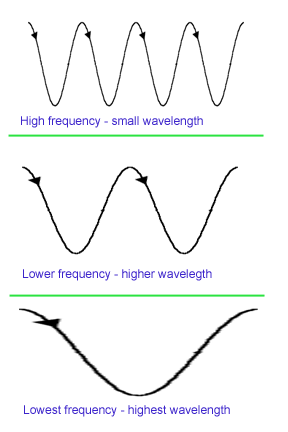 High frequency - small wavelength
Lower frequency - higher wavelegth
Lowest frequency - highest wavelength